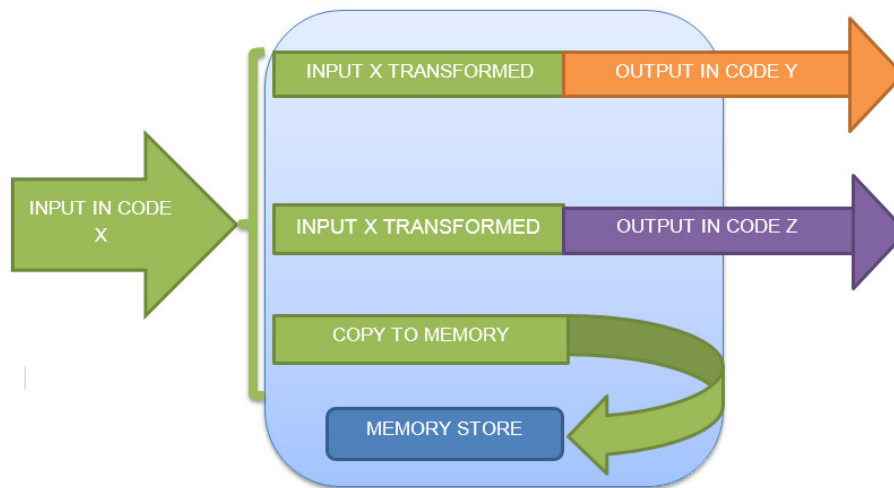 INPUT X TRANSFORMED
OUTPUT IN CODE Y
INPUT IN CODE
X
INPUT X TRANSFORMED
OUTPUT IN CODE Z
COPY TO MEMORY
MEMORY STORE